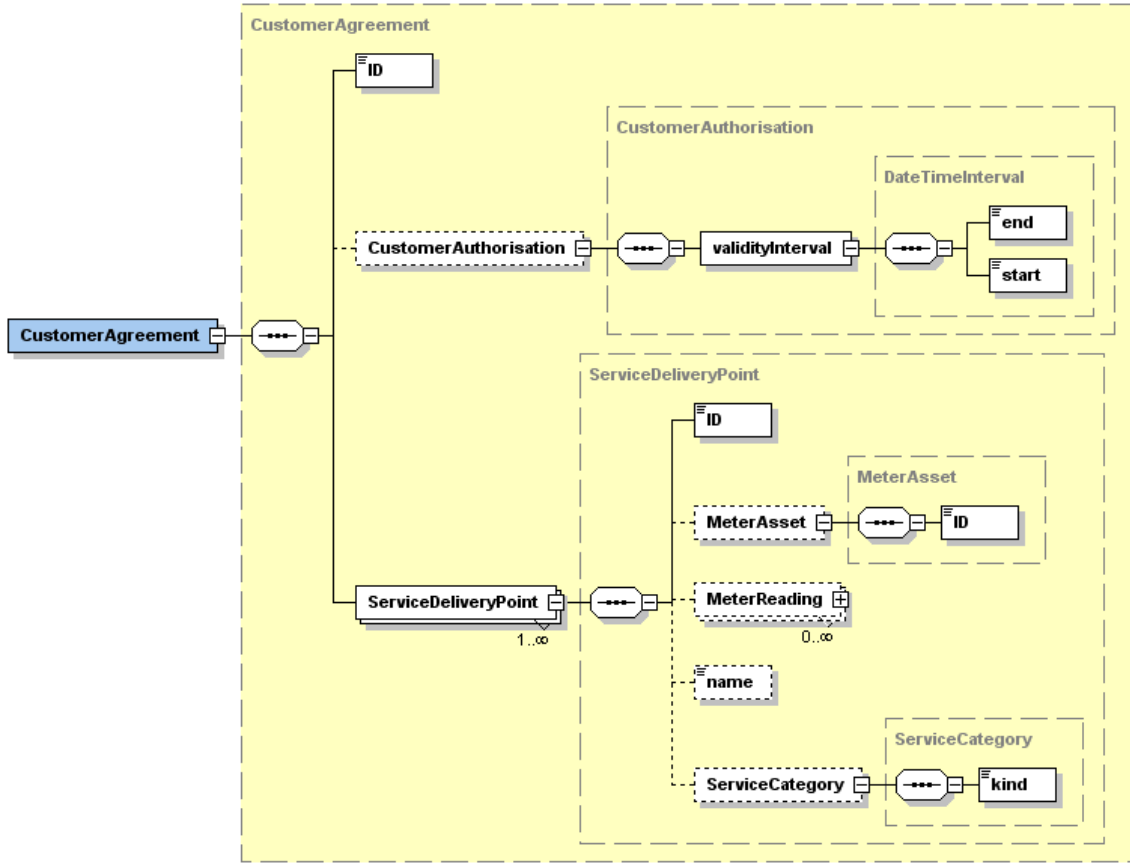 CustomerAgreement
ID
CustomerAuthorisation
DateTimeInterval
end
CustomerAuthorisation
validityInterval
start
CustomerAgreement
ServiceDeliveryPoint
ID
MeterAsset
MeterAsset
ID
ServiceDeliveryPoint
1..∞
MeterReading
0..∞
name
ServiceCategory
ServiceCategory
kind